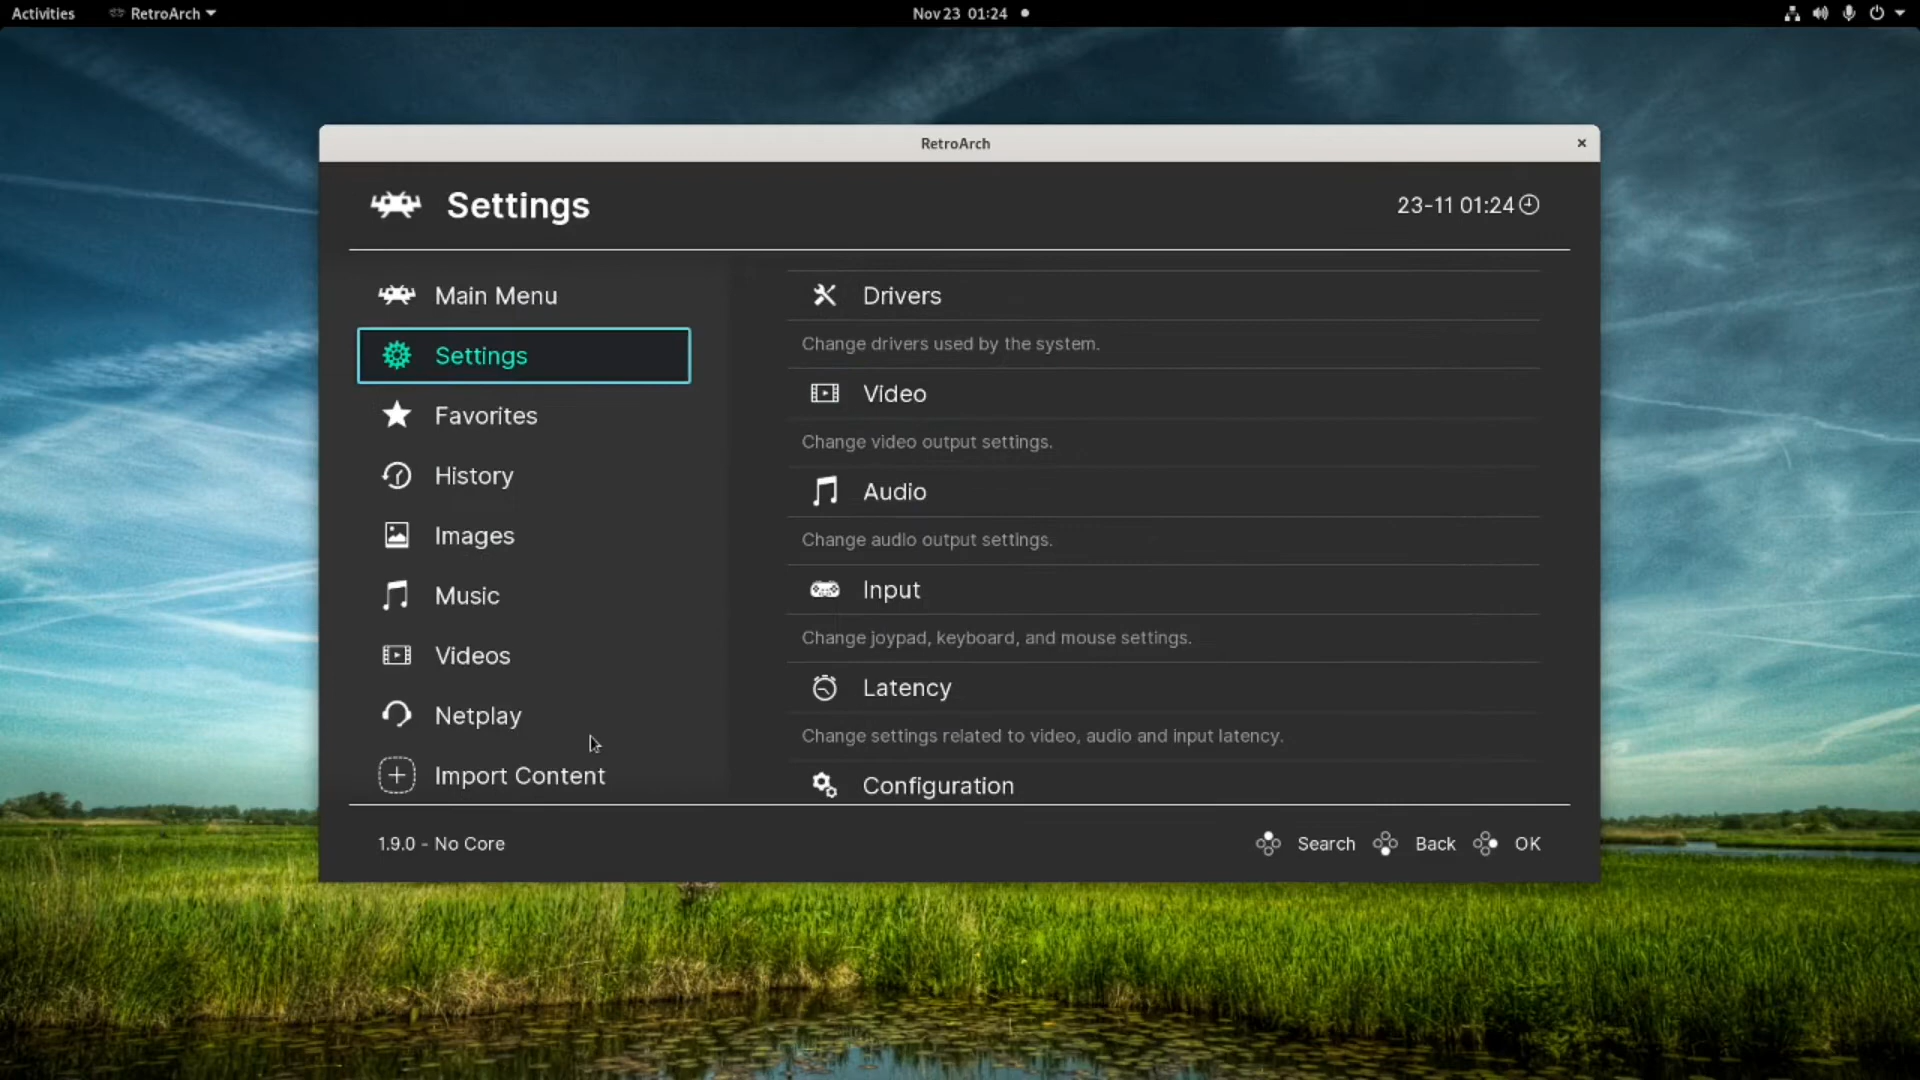 Activities RetroArch Nov 23 01:24
RetroArch
Settings 23-11 01:24
Main Menu
Settings
Favorites
History
Images
Music
Videos
Netplay
Import Content
Drivers
Change drivers used by the system.
Video
Change video output settings.
Audio
Change audio output settings.
Input
Change joypad, keyboard, and mouse settings.
Latency
Change settings related to video, audio and input latency.
Configuration
1.9.0 - No Core Search Back OK